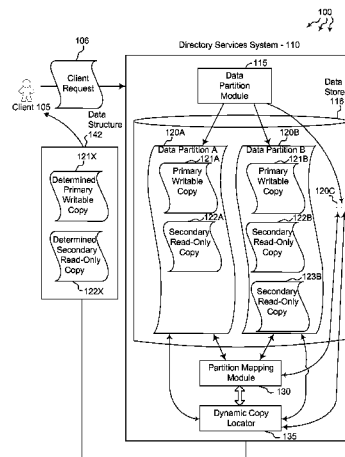 100
106
Directory Services System - 110
Client
Request
115
Data
Partition
Module
Data
Store
116
Client 105
Data
Structure
142
120A
120B
121X
Data Partition A
Data Partition B
121A
121B
Determined
Primary
Writable
Copy
Primary
Writable
Copy
Primary
Writable
Copy
120C
122A
122B
Determined
Secondary
Read-Only
Copy
Secondary
Read-Only
Copy
Secondary
Read-Only
Copy
123B
122X
Secondary
Read-Only
Copy
Partition Mapping
Module
130
Dynamic Copy
Locator
135